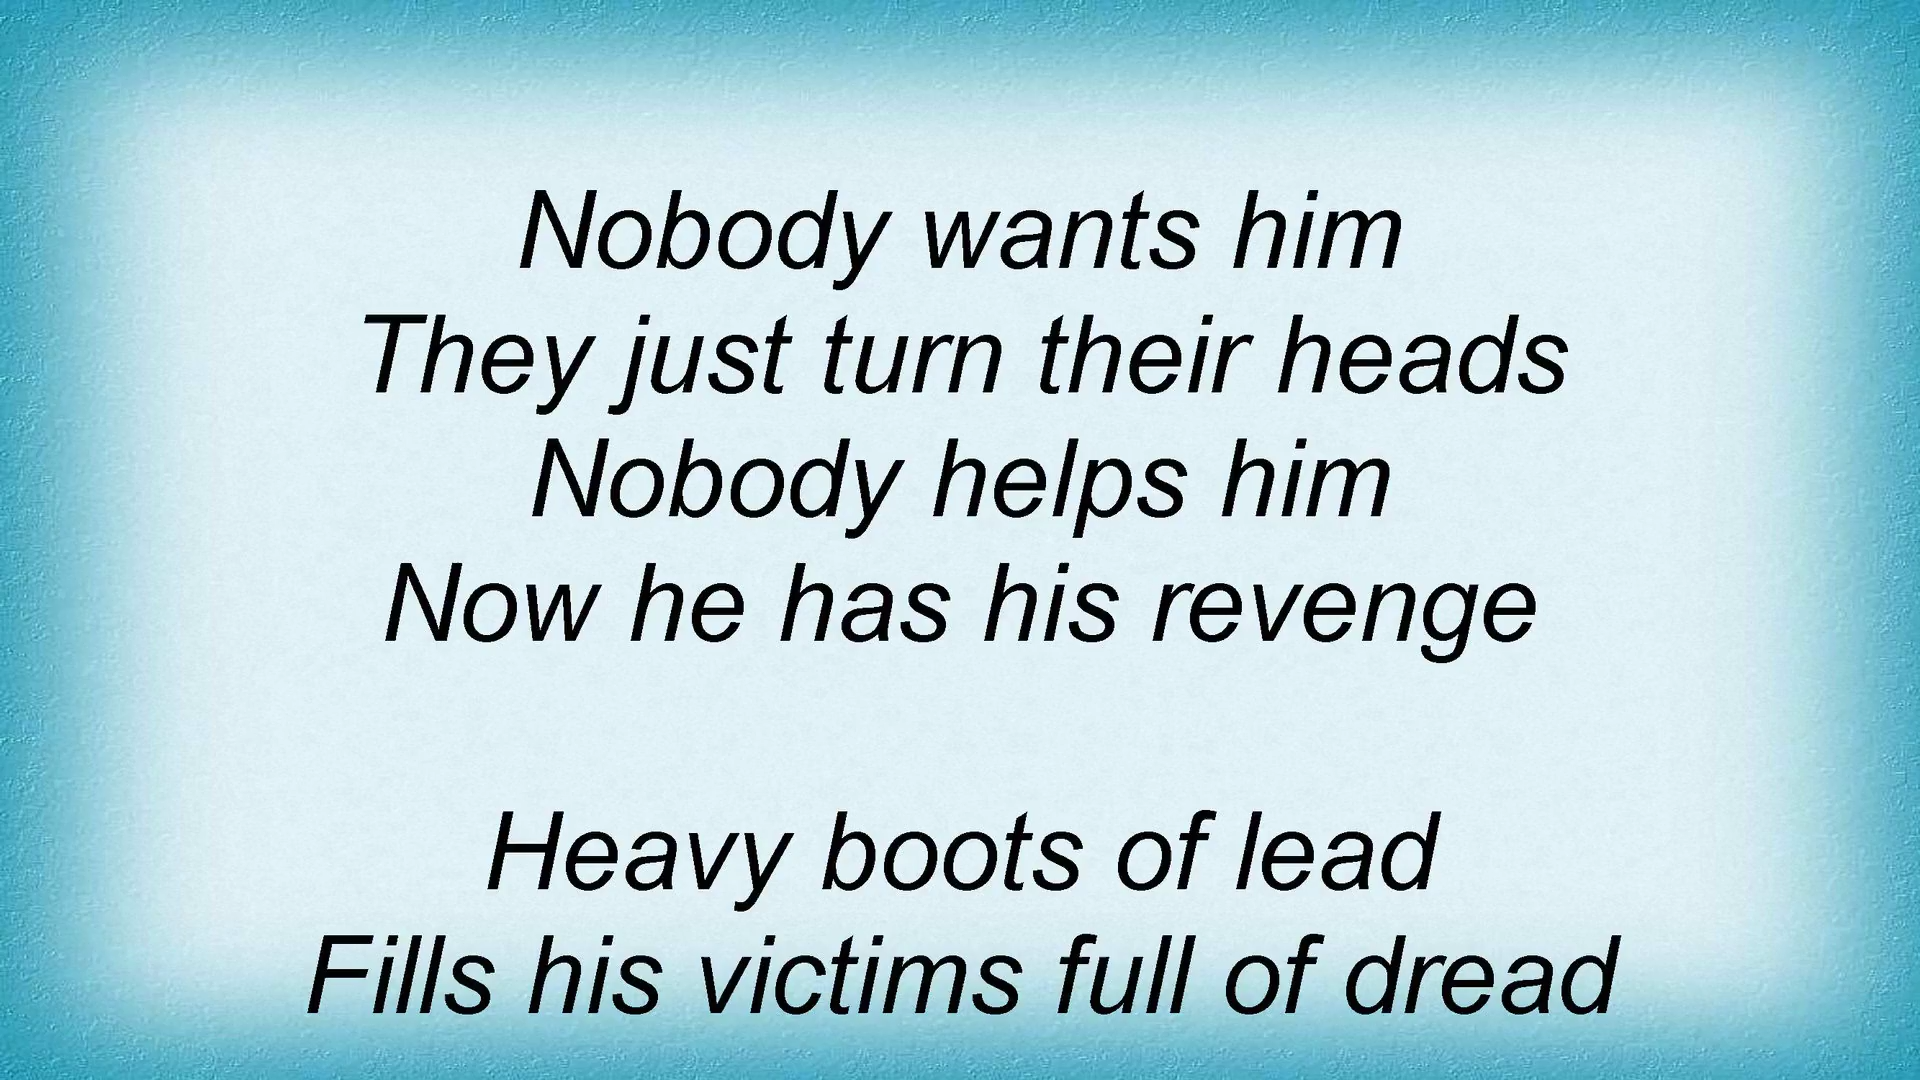 Nobody wants him
They just turn their heads
Nobody helps him
Now he has his revenge
Heavy boots of lead
Fills his victims full of dread